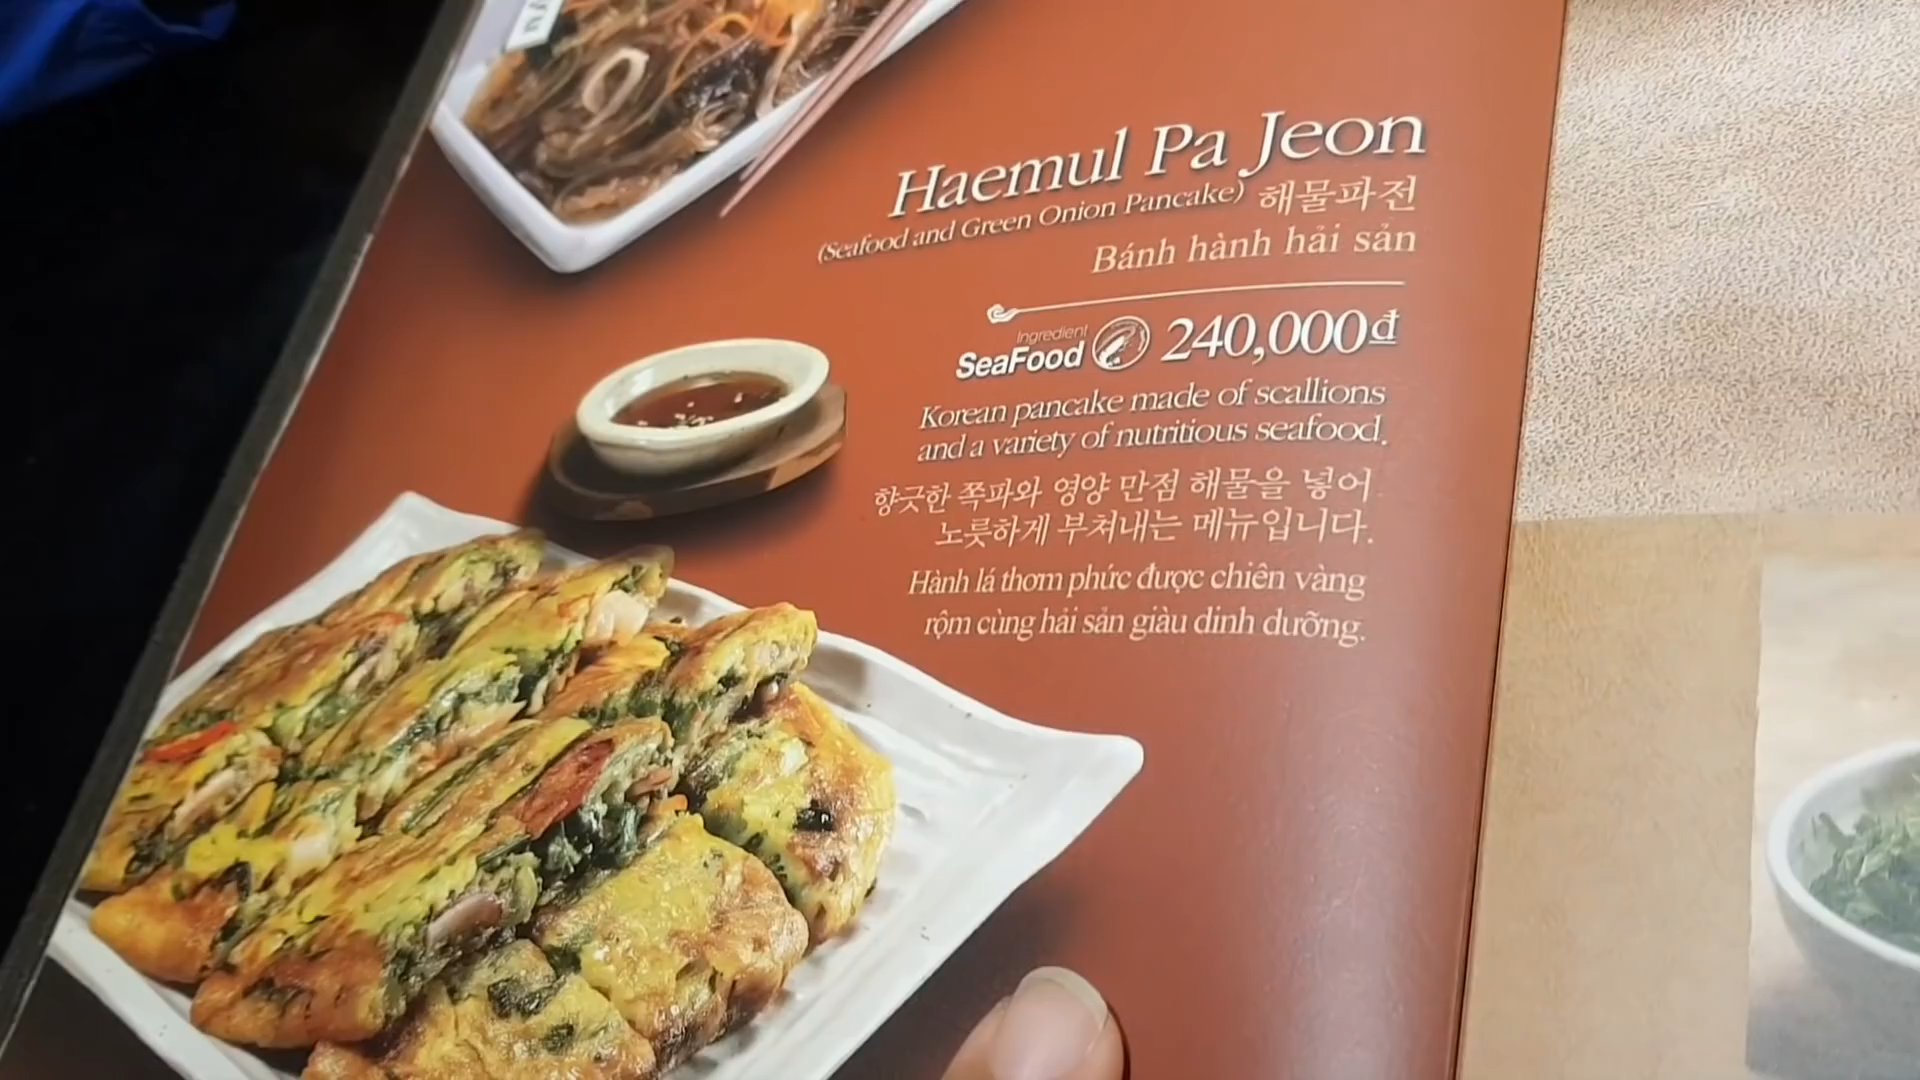 Haemul Pa Jeon
(Seafood and Green Onion Pancake) 해물파전
Bánh hành hải sản
Ingredient
SeaFood 240,000đ
Korean pancake made of scallions
and a variety of nutritious seafood.
향긋한 쪽파와 영양 만점 해물을 넣어
노릇하게 부쳐내는 메뉴입니다.
Hành lá thơm phức được chiên vàng
rộm cùng hải sản giàu dinh dưỡng.